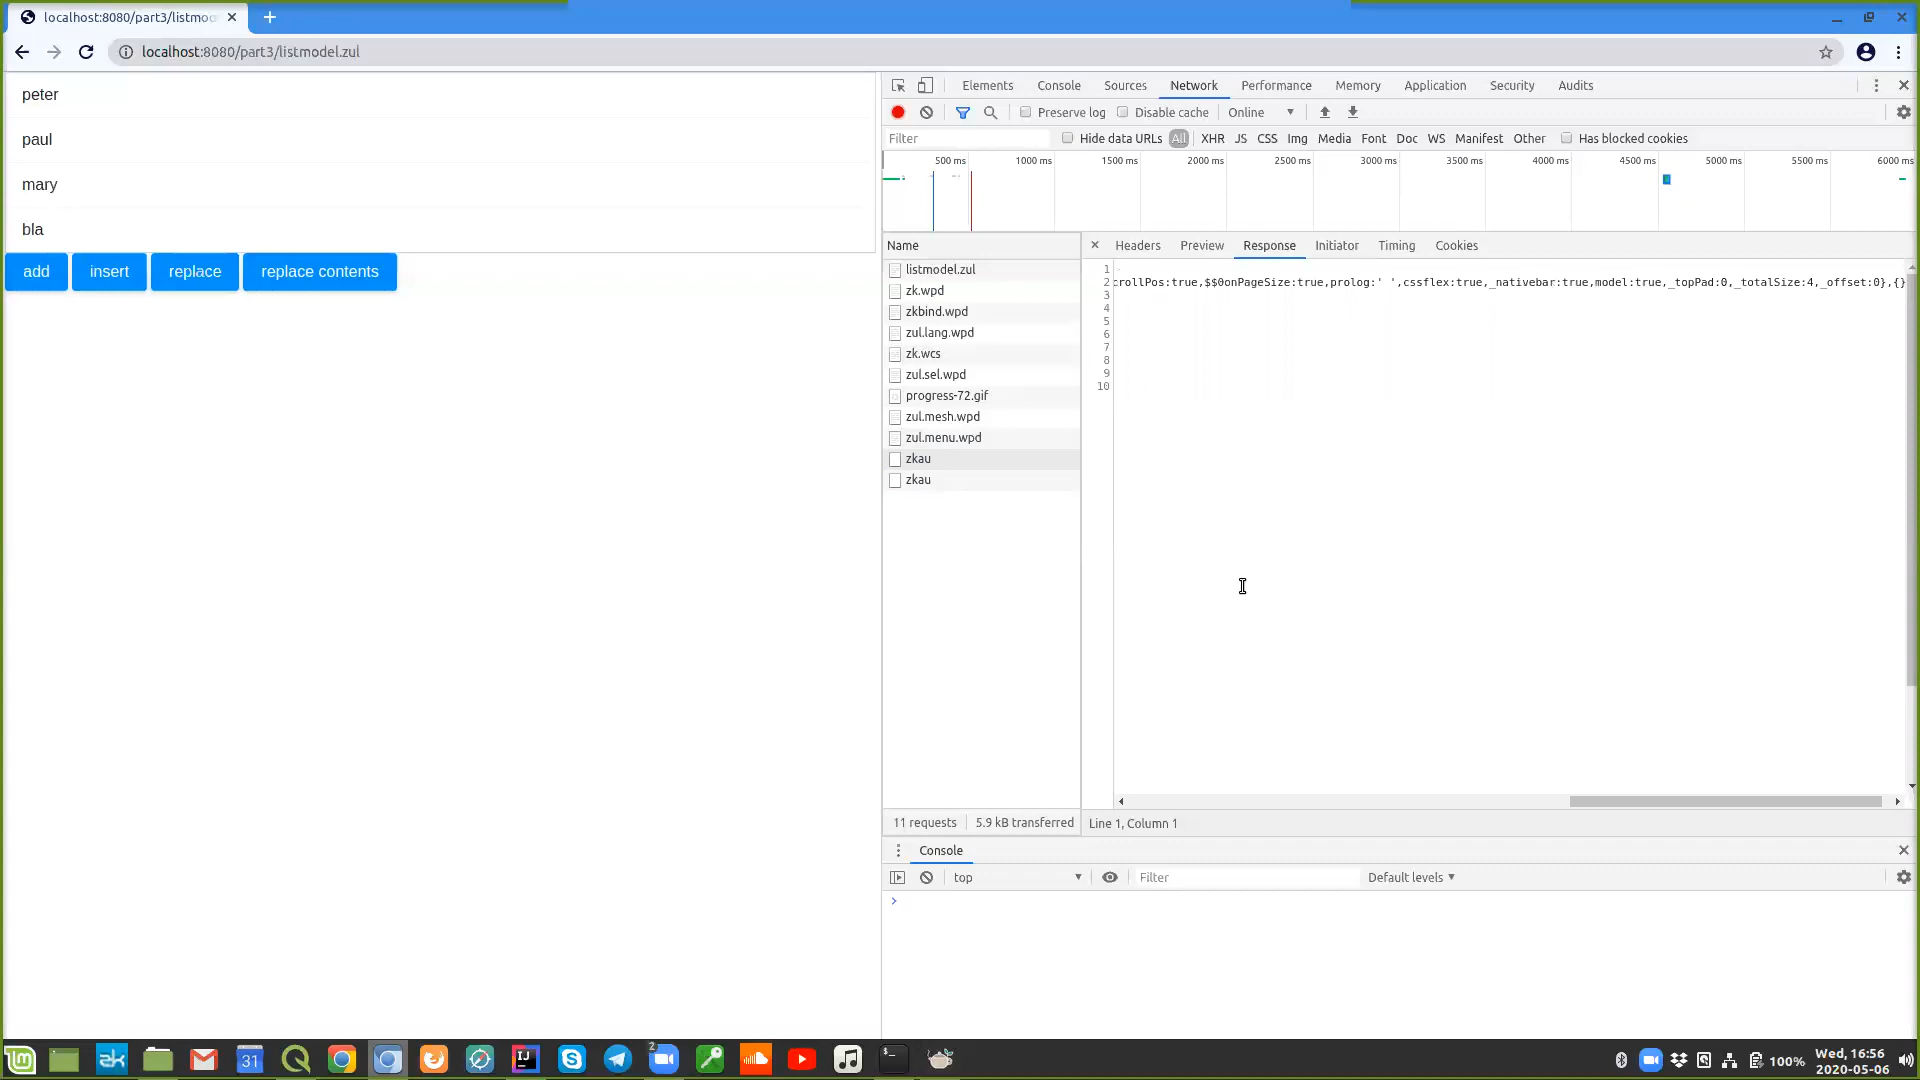 localhost:8080/part3/listmo
localhost:8080/part3/listmodel.zul
peter
paul
mary
bla
add insert replace replace contents
Elements Console Sources Network Performance Memory Application Security Audits
Preserve log Disable cache Online
Filter Hide data URLs All XHR JS CSS Img Media Font Doc WS Manifest Other Has blocked cookies
500 ms 1000 ms 1500 ms 2000 ms 2500 ms 3000 ms 3500 ms 4000 ms 4500 ms 5000 ms 5500 ms 6000 ms
Name
listmodel.zul
zk.wpd
zkbind.wpd
zul.lang.wpd
zk.wcs
zul.sel.wpd
progress-72.gif
zul.mesh.wpd
zul.menu.wpd
zkau
zkau
Headers Preview Response Initiator Timing Cookies
1
2 crollPos:true,$$0onPageSize:true,prolog:' ',cssflex:true,_nativebar:true,model:true,_topPad:0,_totalSize:4,_offset:0},{}
3
4
5
6
7
8
9
10
11 requests 5.9 kB transferred
Line 1, Column 1
Console
top Filter Default levels
zk 31 IJ 2
100% Wed, 16:56
2020-05-06